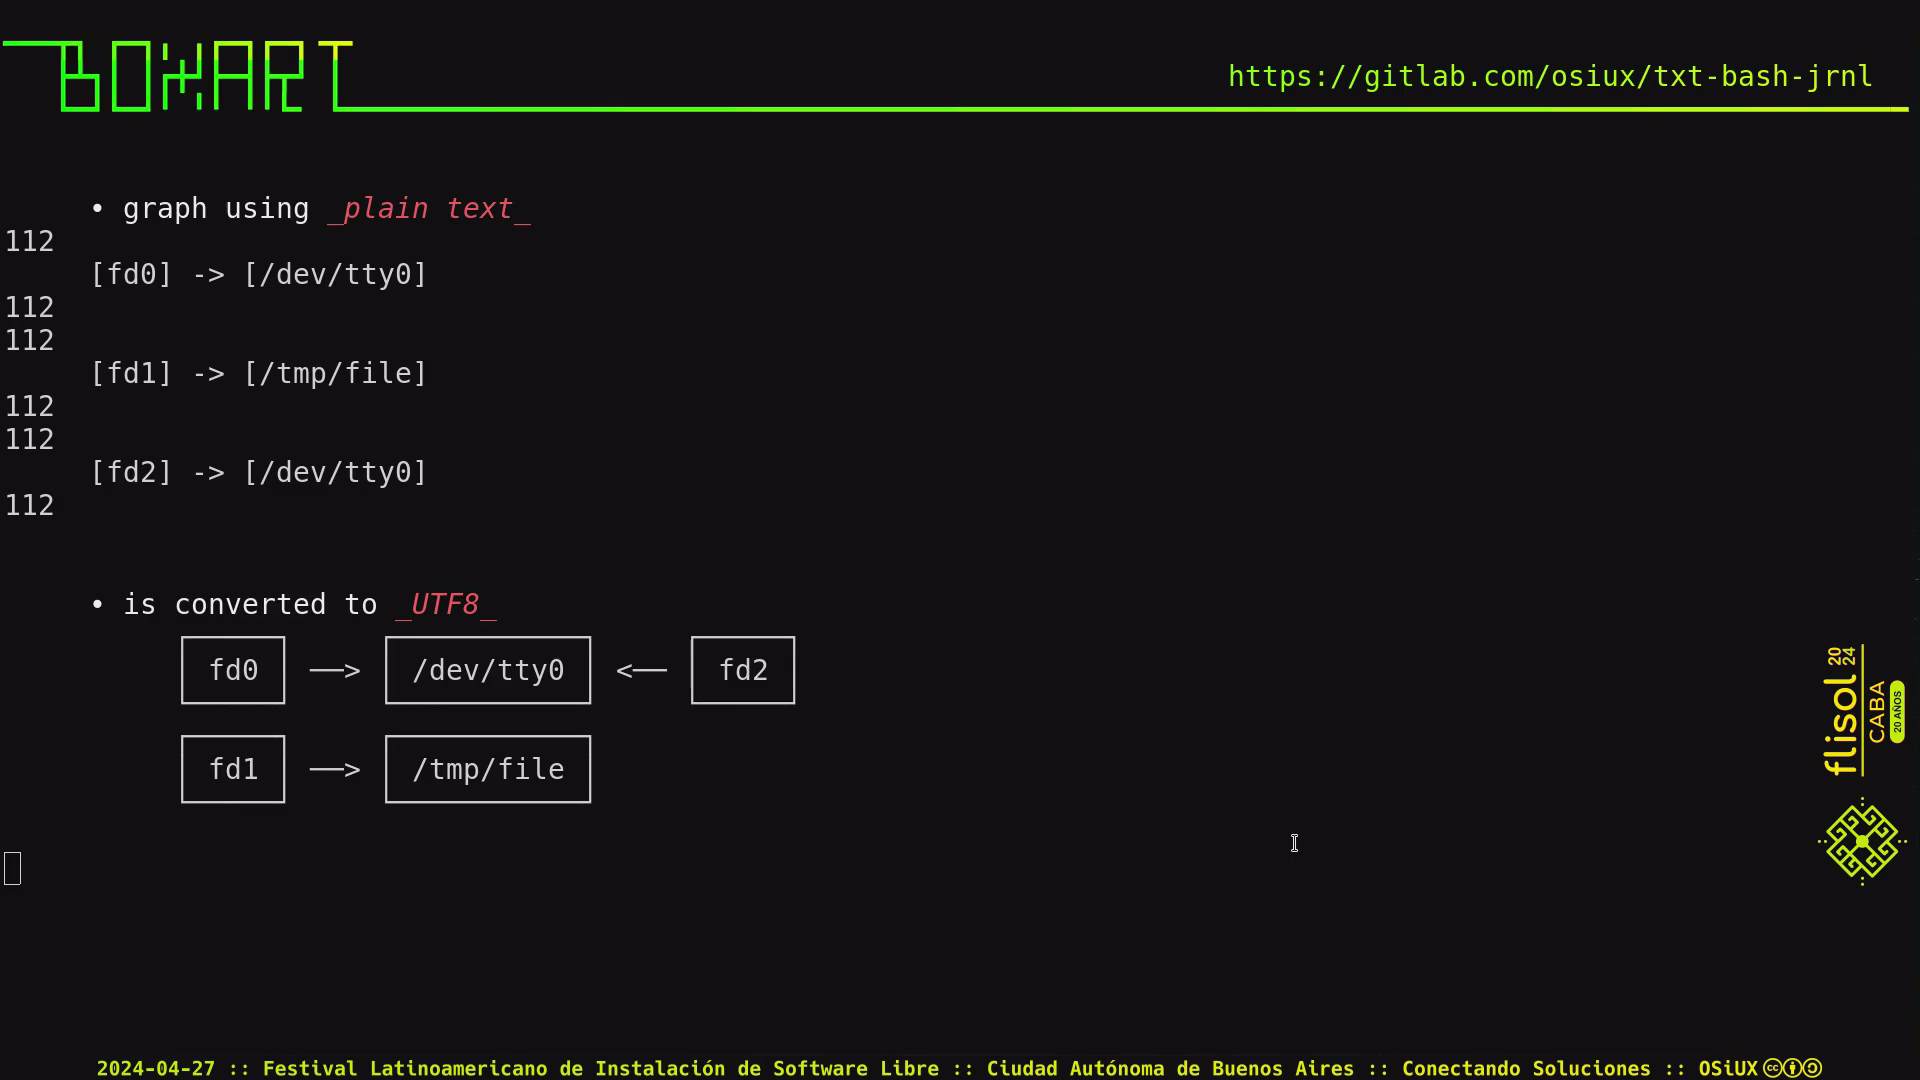 BOXART
https://gitlab.com/osiux/txt-bash-jrnl
• graph using _plain text_
112
[fd0] -> [/dev/tty0]
112
112
[fd1] -> [/tmp/file]
112
112
[fd2] -> [/dev/tty0]
112
• is converted to _UTF8_
fd0 ──> /dev/tty0 <── fd2
fd1 ──> /tmp/file
flisol 2024
CABA
20 AÑOS
2024-04-27 :: Festival Latinoamericano de Instalación de Software Libre :: Ciudad Autónoma de Buenos Aires :: Conectando Soluciones :: OSiUX